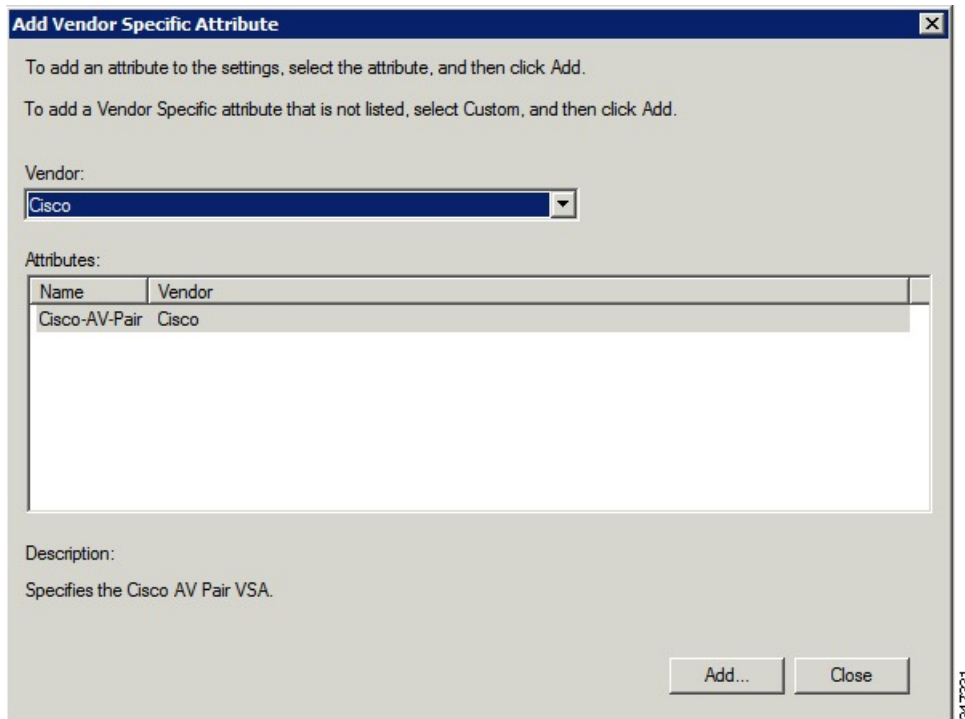 Add Vendor Specific Attribute
To add an attribute to the settings, select the attribute, and then click Add.
To add a Vendor Specific attribute that is not listed, select Custom, and then click Add.
Vendor:
Cisco
Attributes:
Name Vendor
Cisco-AV-Pair Cisco
Description:
Specifies the Cisco AV Pair VSA.
Add... Close